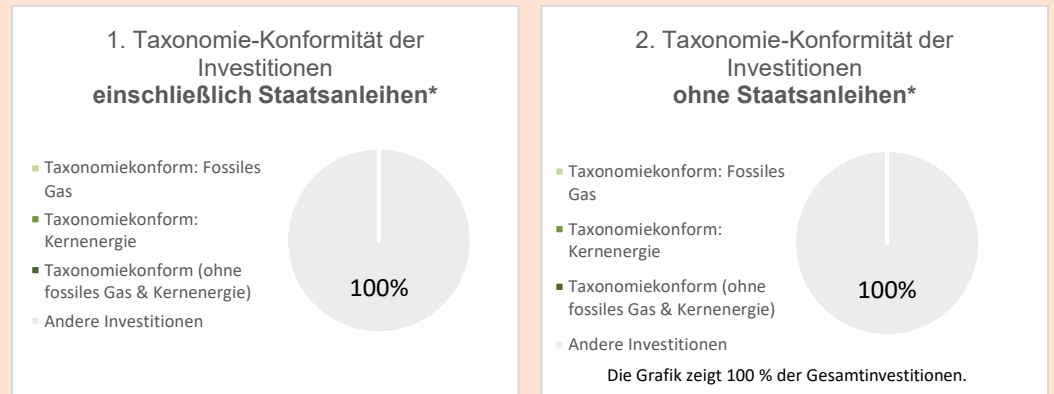 1. Taxonomie-Konformität der
Investitionen
einschließlich Staatsanleihen*
Taxonomiekonform: Fossiles
Gas
Taxonomiekonform:
Kernenergie
Taxonomiekonform (ohne
fossiles Gas & Kernenergie)
Andere Investitionen
100%
2. Taxonomie-Konformität der
Investitionen
ohne Staatsanleihen*
Taxonomiekonform: Fossiles
Gas
Taxonomiekonform:
Kernenergie
Taxonomiekonform (ohne
fossiles Gas & Kernenergie)
Andere Investitionen
100%
Die Grafik zeigt 100 % der Gesamtinvestitionen.